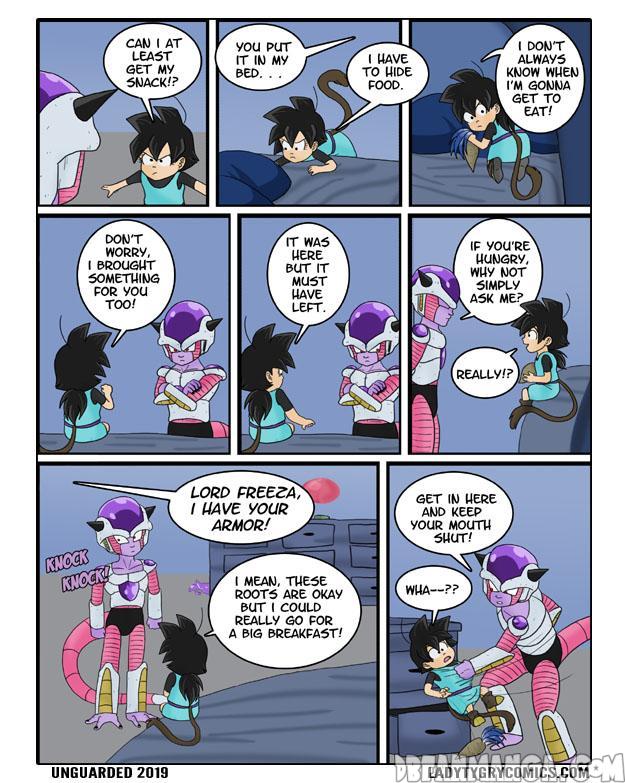 CAN I AT
LEAST
GET MY
SNACK!?
YOU PUT
IT IN MY
BED. . .
I HAVE
TO HIDE
FOOD.
I DON'T
ALWAYS
KNOW WHEN
I'M GONNA
GET TO
EAT!
DON'T
WORRY,
I BROUGHT
SOMETHING
FOR YOU
TOO!
IT WAS
HERE
BUT IT
MUST
HAVE
LEFT.
IF YOU'RE
HUNGRY,
WHY NOT
SIMPLY
ASK ME?
REALLY!?
LORD FREEZA,
I HAVE YOUR
ARMOR!
KNOCK
KNOCK!
I MEAN, THESE
ROOTS ARE OKAY
BUT I COULD
REALLY GO FOR
A BIG BREAKFAST!
GET IN HERE
AND KEEP
YOUR MOUTH
SHUT!
WHA--??
UNGUARDED 2019
LADYTYGRYCOMICS.COM
DBZMANGA.COM